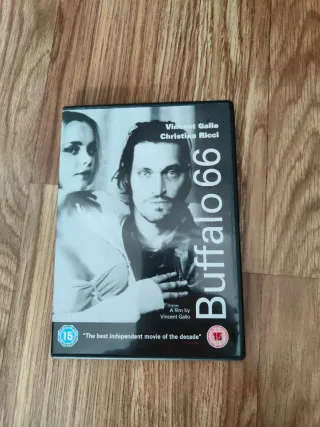 Vincent Gallo
Christina Ricci
Buffalo 66
A film by
Vincent Gallo
15
"The best independent movie of the decade"
15